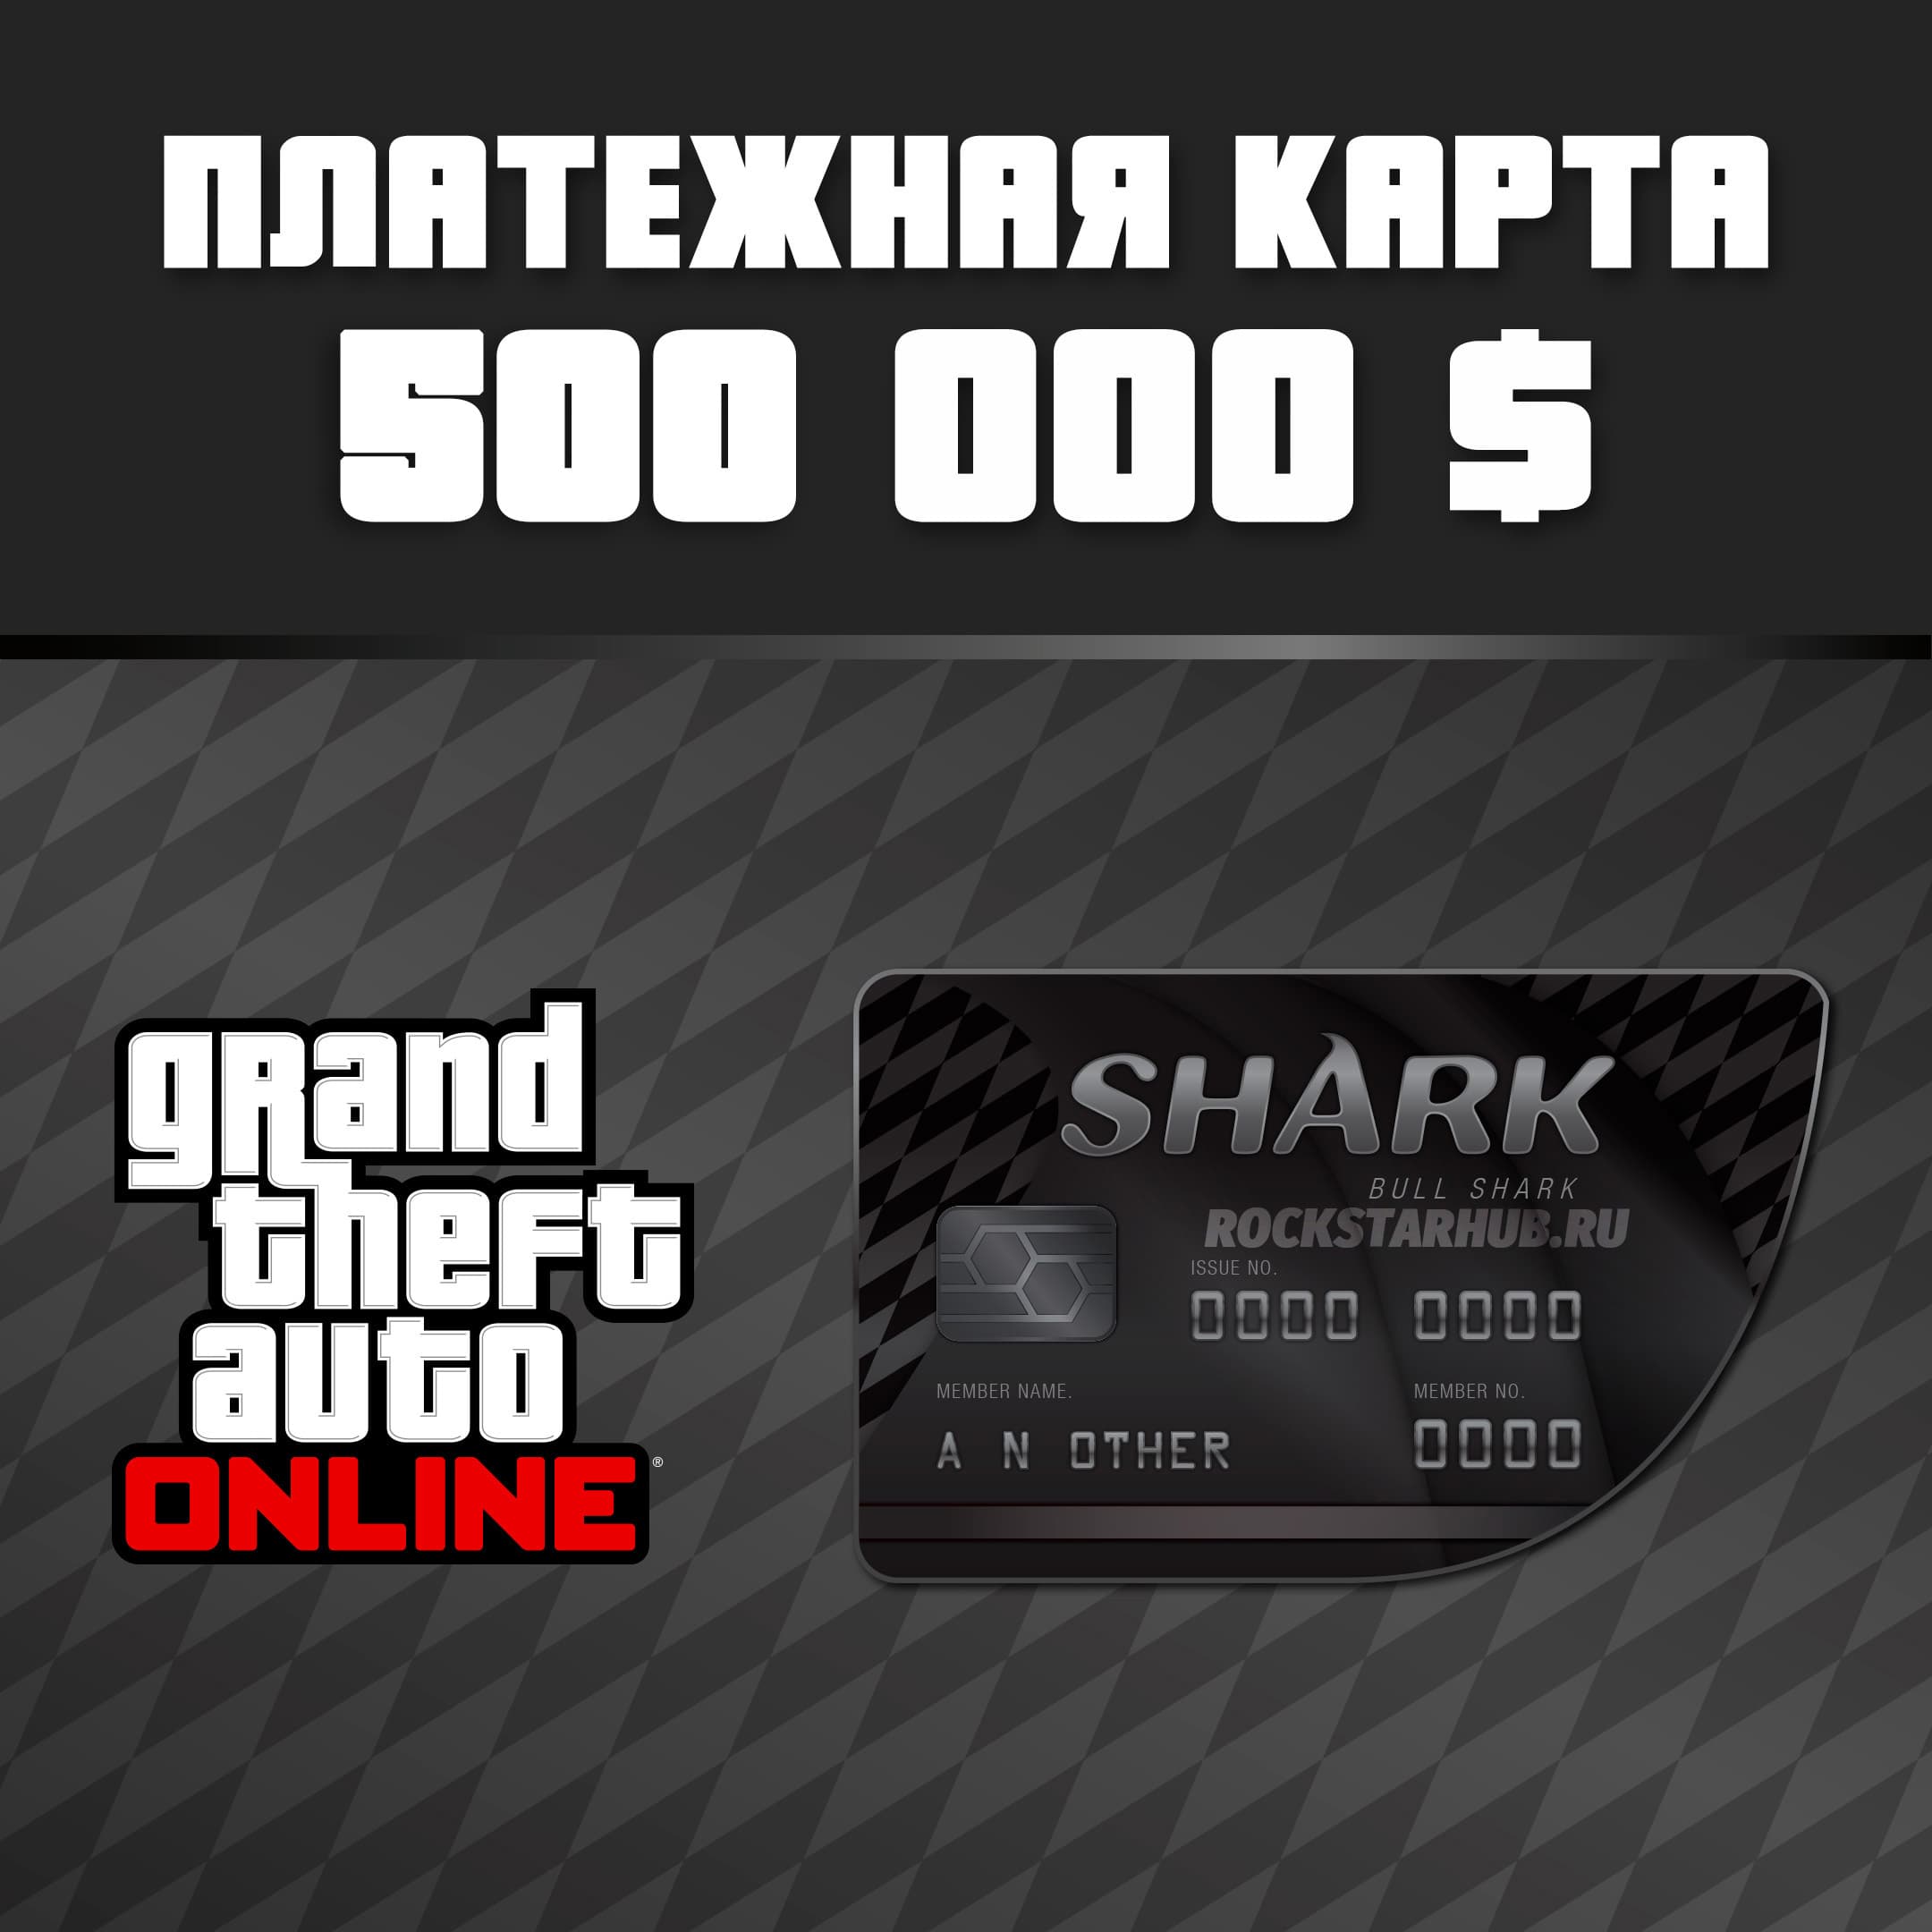 ПЛАТЕЖНАЯ КАРТА
500 000 $
grand
theft
auto
ONLINE®
SHARK
BULL SHARK
ROCKSTARHUB.RU
ISSUE NO.
0000 0000
MEMBER NAME. MEMBER NO.
A N OTHER 0000